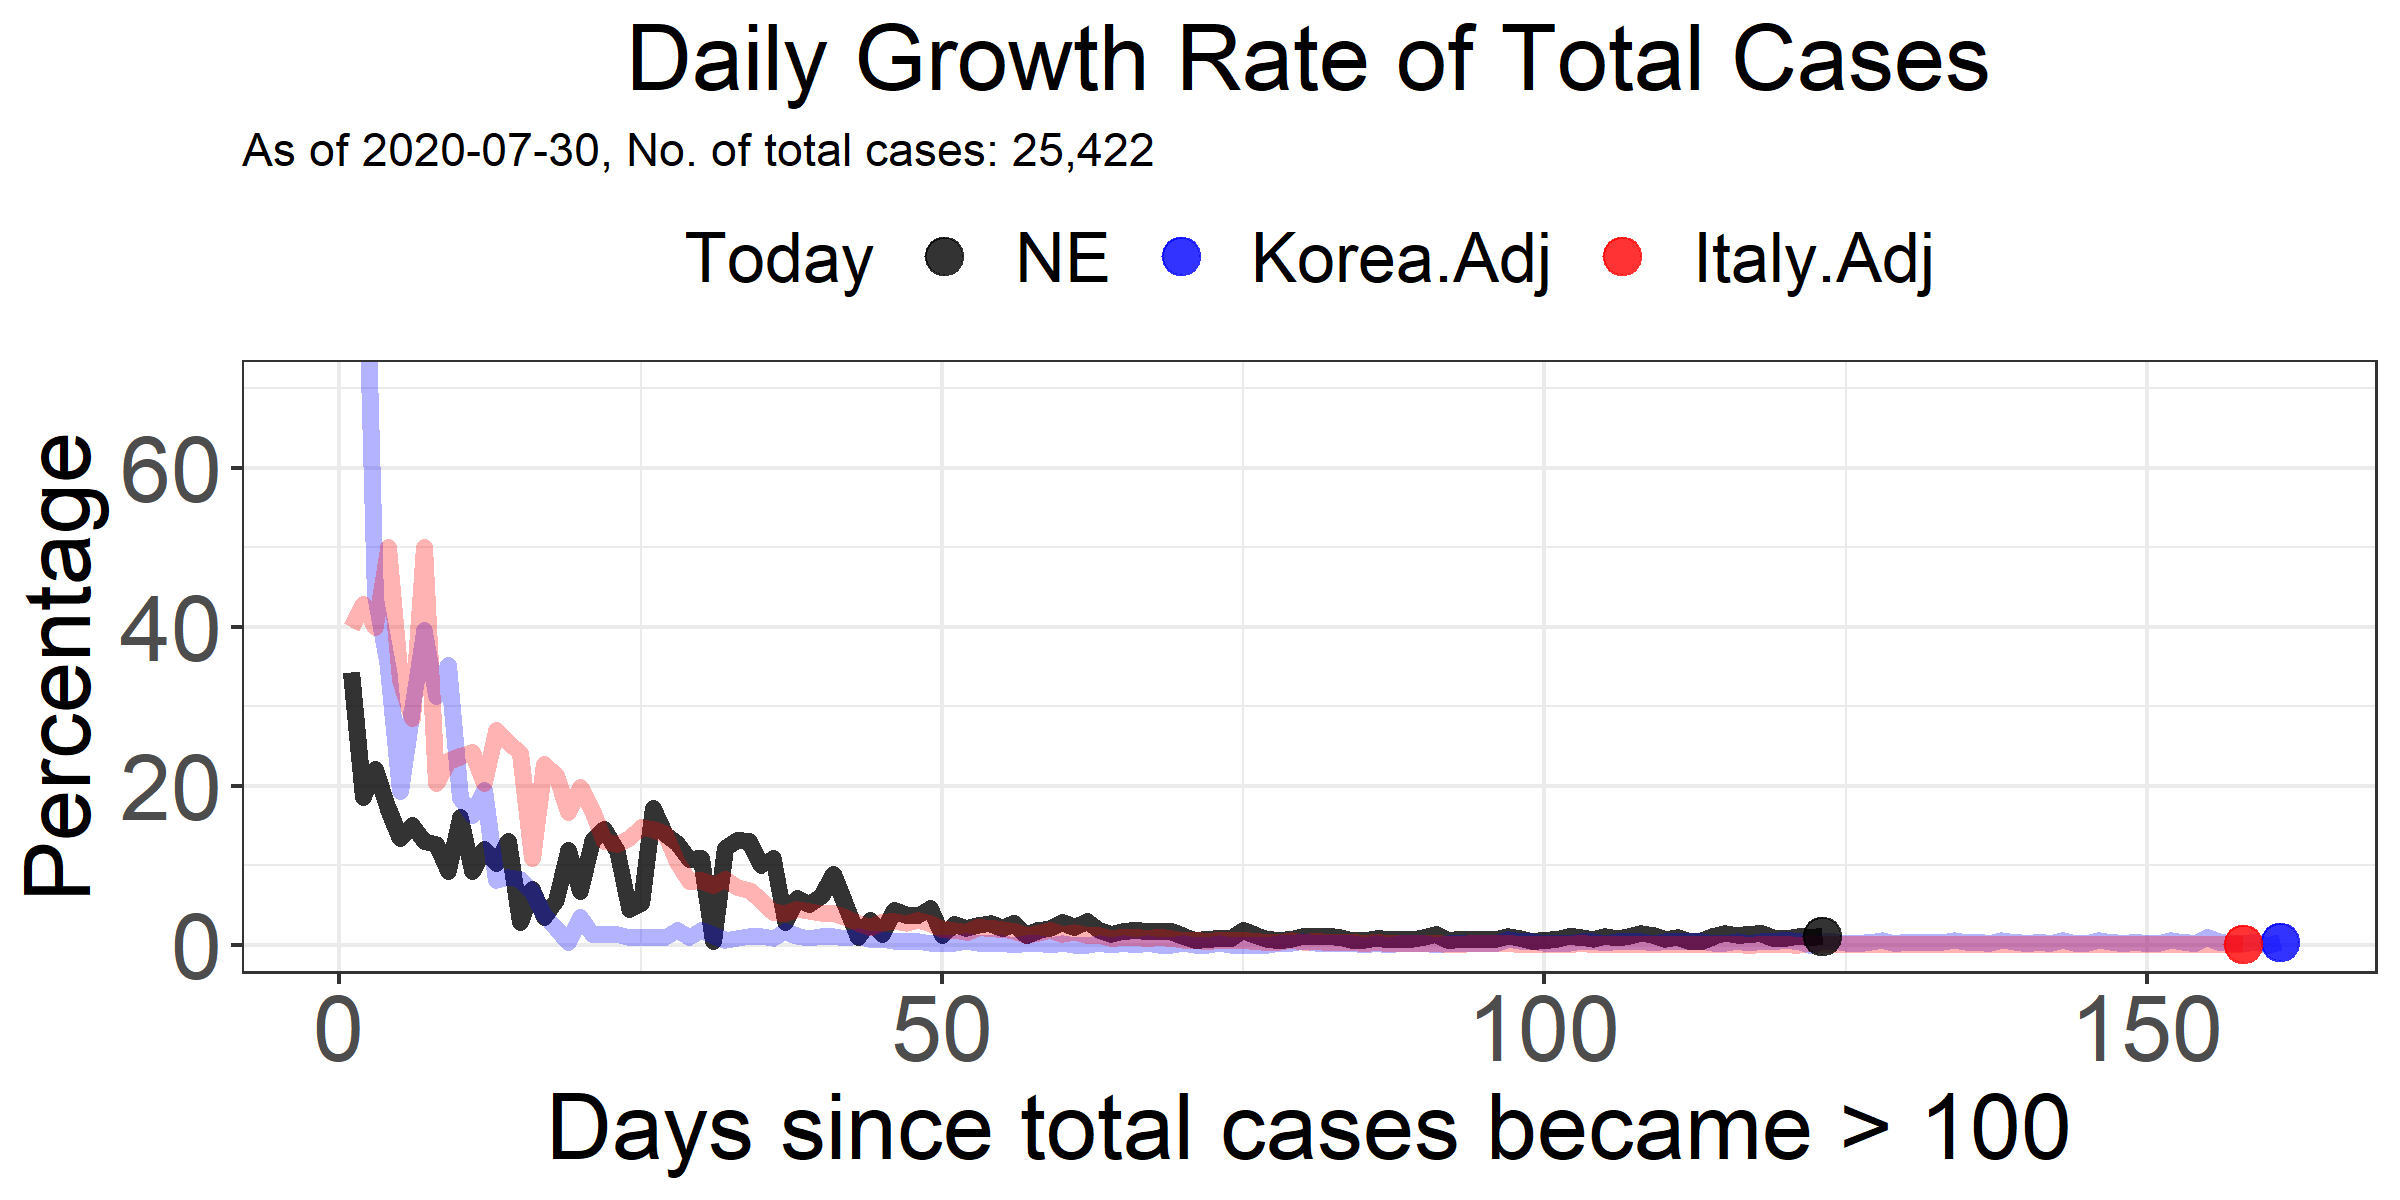 Daily Growth Rate of Total Cases
As of 2020-07-30, No. of total cases: 25,422
Today NE Korea.Adj Italy.Adj
Percentage
60
40
20
0
0 50 100 150
Days since total cases became > 100